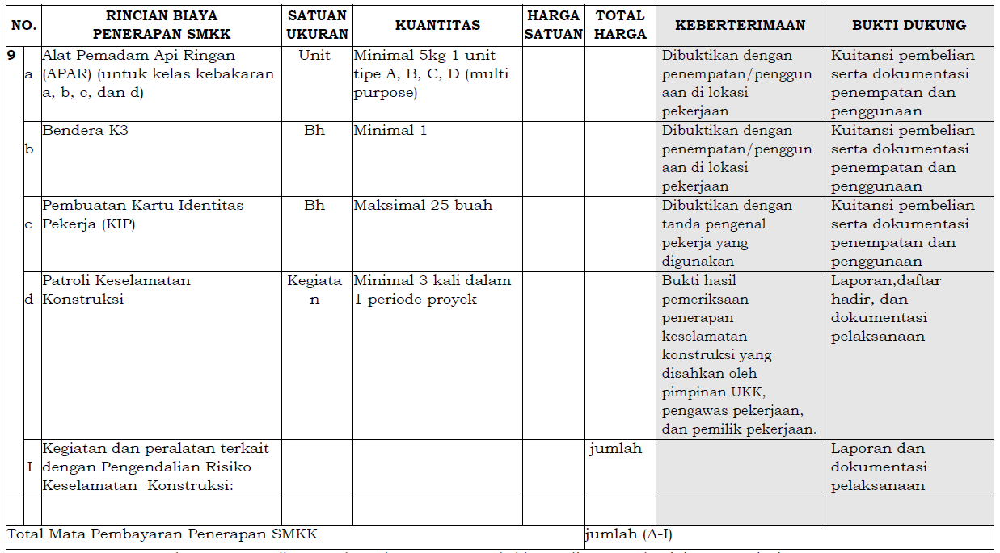 NO.
RINCIAN BIAYA
PENERAPAN SMKK
SATUAN
UKURAN
KUANTITAS
HARGA
SATUAN
TOTAL
HARGA
KEBERTERIMAAN
BUKTI DUKUNG
9
a
Alat Pemadam Api Ringan
(APAR) (untuk kelas kebakaran
a, b, c, dan d)
Unit
Minimal 5kg 1 unit
tipe A, B, C, D (multi
purpose)
Dibuktikan dengan
penempatan/penggun
aan di lokasi
pekerjaan
Kuitansi pembelian
serta dokumentasi
penempatan dan
penggunaan
b
Bendera K3
Bh
Minimal 1
Dibuktikan dengan
penempatan/penggun
aan di lokasi
pekerjaan
Kuitansi pembelian
serta dokumentasi
penempatan dan
penggunaan
c
Pembuatan Kartu Identitas
Pekerja (KIP)
Bh
Maksimal 25 buah
Dibuktikan dengan
tanda pengenal
pekerja yang
digunakan
Kuitansi pembelian
serta dokumentasi
penempatan dan
penggunaan
d
Patroli Keselamatan
Konstruksi
Kegiata
n
Minimal 3 kali dalam
1 periode proyek
Bukti hasil
pemeriksaan
penerapan
keselamatan
konstruksi yang
disahkan oleh
pimpinan UKK,
pengawas pekerjaan,
dan pemilik pekerjaan.
Laporan,daftar
hadir, dan
dokumentasi
pelaksanaan
I
Kegiatan dan peralatan terkait
dengan Pengendalian Risiko
Keselamatan Konstruksi:
jumlah
Laporan dan
dokumentasi
pelaksanaan
Total Mata Pembayaran Penerapan SMKK
jumlah (A-I)